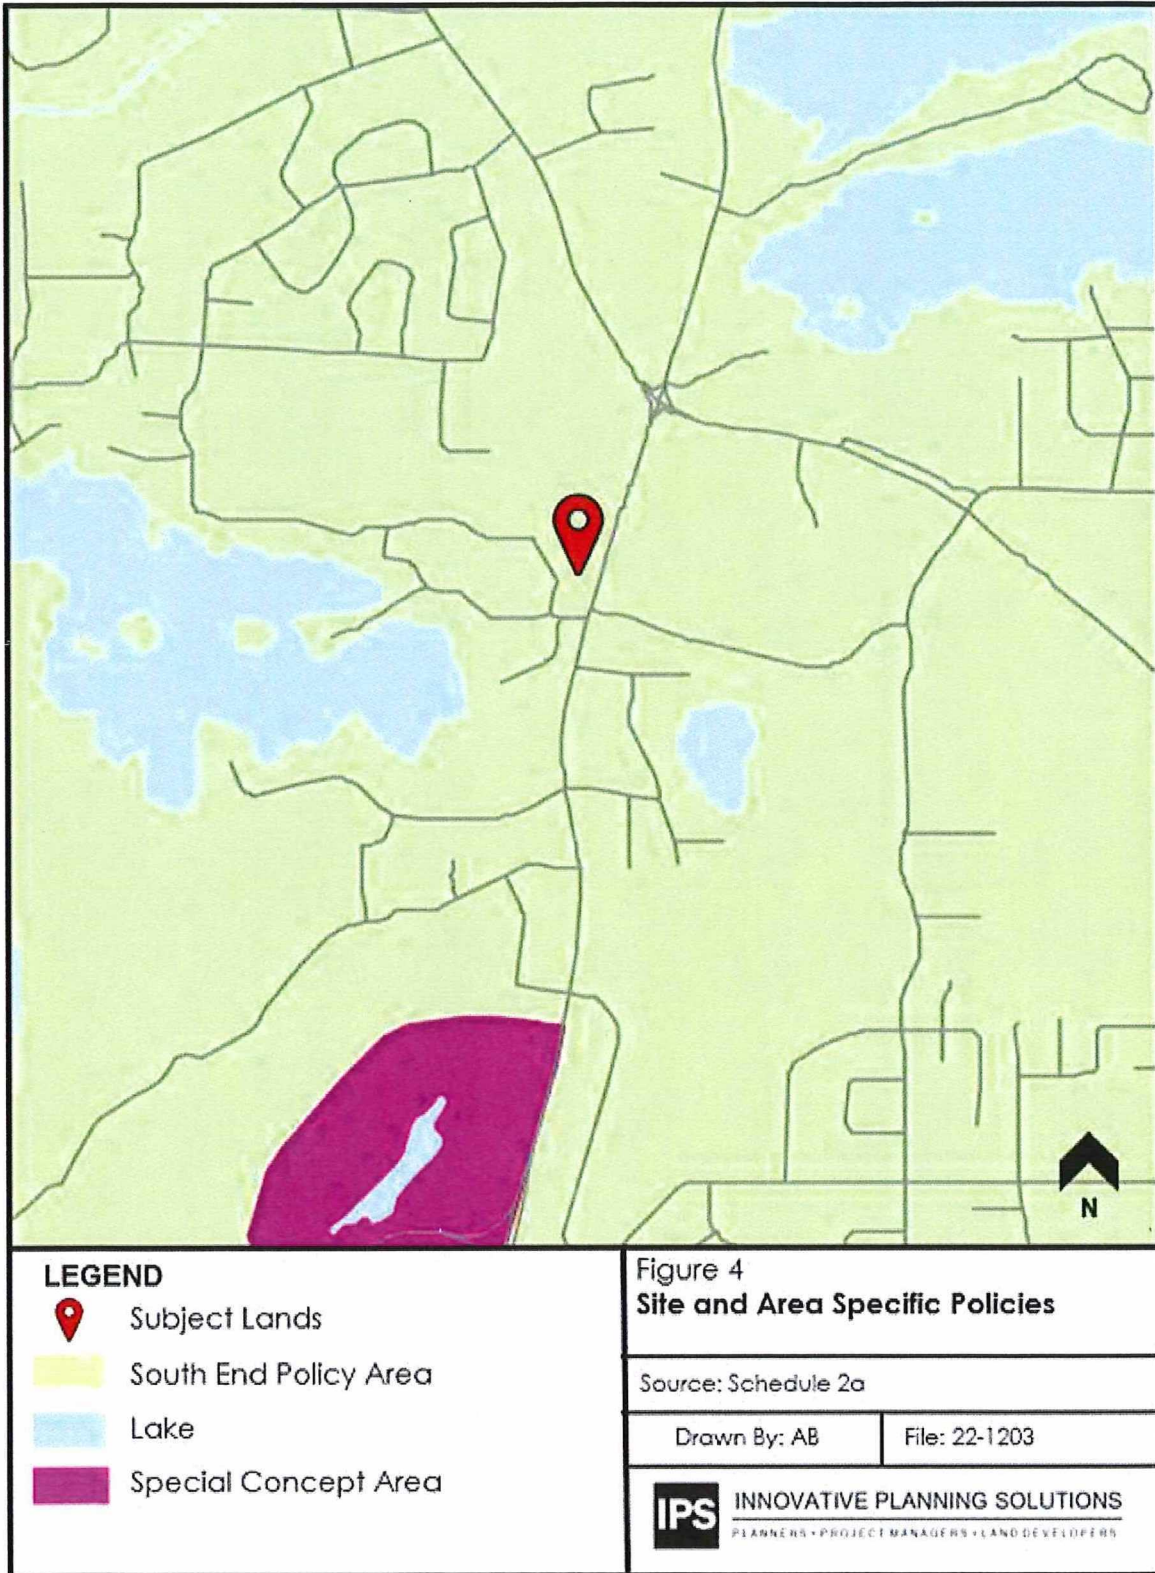 N
LEGEND
Subject Lands
South End Policy Area
Lake
Special Concept Area
Figure 4
Site and Area Specific Policies
Source: Schedule 2a
Drawn By: AB
File: 22-1203
IPS
INNOVATIVE PLANNING SOLUTIONS
PLANNERS • PROJECT MANAGERS • LAND DEVELOPERS